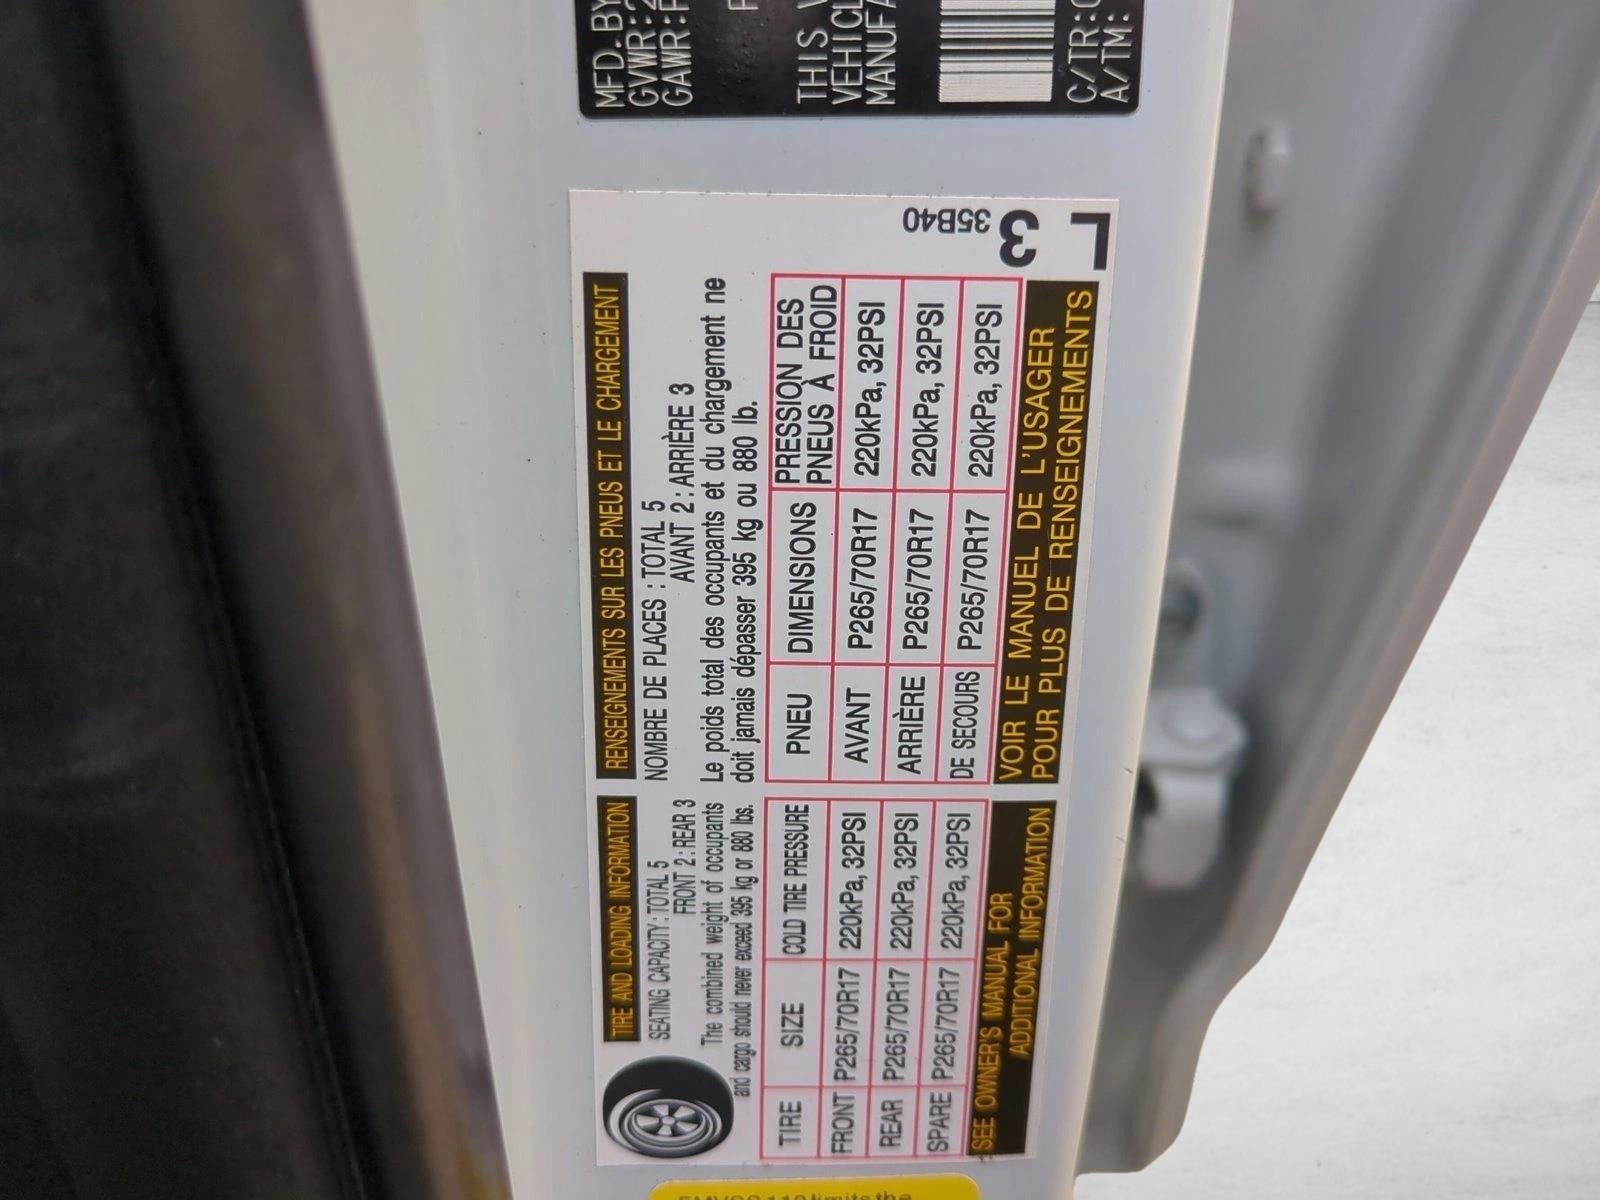 TIRE AND LOADING INFORMATION
SEATING CAPACITY : TOTAL 5
FRONT 2 : REAR 3
The combined weight of occupants
and cargo should never exceed 395 kg or 880 lbs.
TIRE SIZE COLD TIRE PRESSURE
FRONT P265/70R17 220kPa, 32PSI
REAR P265/70R17 220kPa, 32PSI
SPARE P265/70R17 220kPa, 32PSI
SEE OWNER'S MANUAL FOR
ADDITIONAL INFORMATION
RENSEIGNEMENTS SUR LES PNEUS ET LE CHARGEMENT
NOMBRE DE PLACES : TOTAL 5
AVANT 2 : ARRIÈRE 3
Le poids total des occupants et du chargement ne
doit jamais dépasser 395 kg ou 880 lb.
PNEU DIMENSIONS PRESSION DES
PNEUS À FROID
AVANT P265/70R17 220kPa, 32PSI
ARRIÈRE P265/70R17 220kPa, 32PSI
DE SECOURS P265/70R17 220kPa, 32PSI
VOIR LE MANUEL DE L'USAGER
POUR PLUS DE RENSEIGNEMENTS
35B40
3
L
MFD. BY
GVWR:
GAWR:
THIS
C/TR:
A/TM: